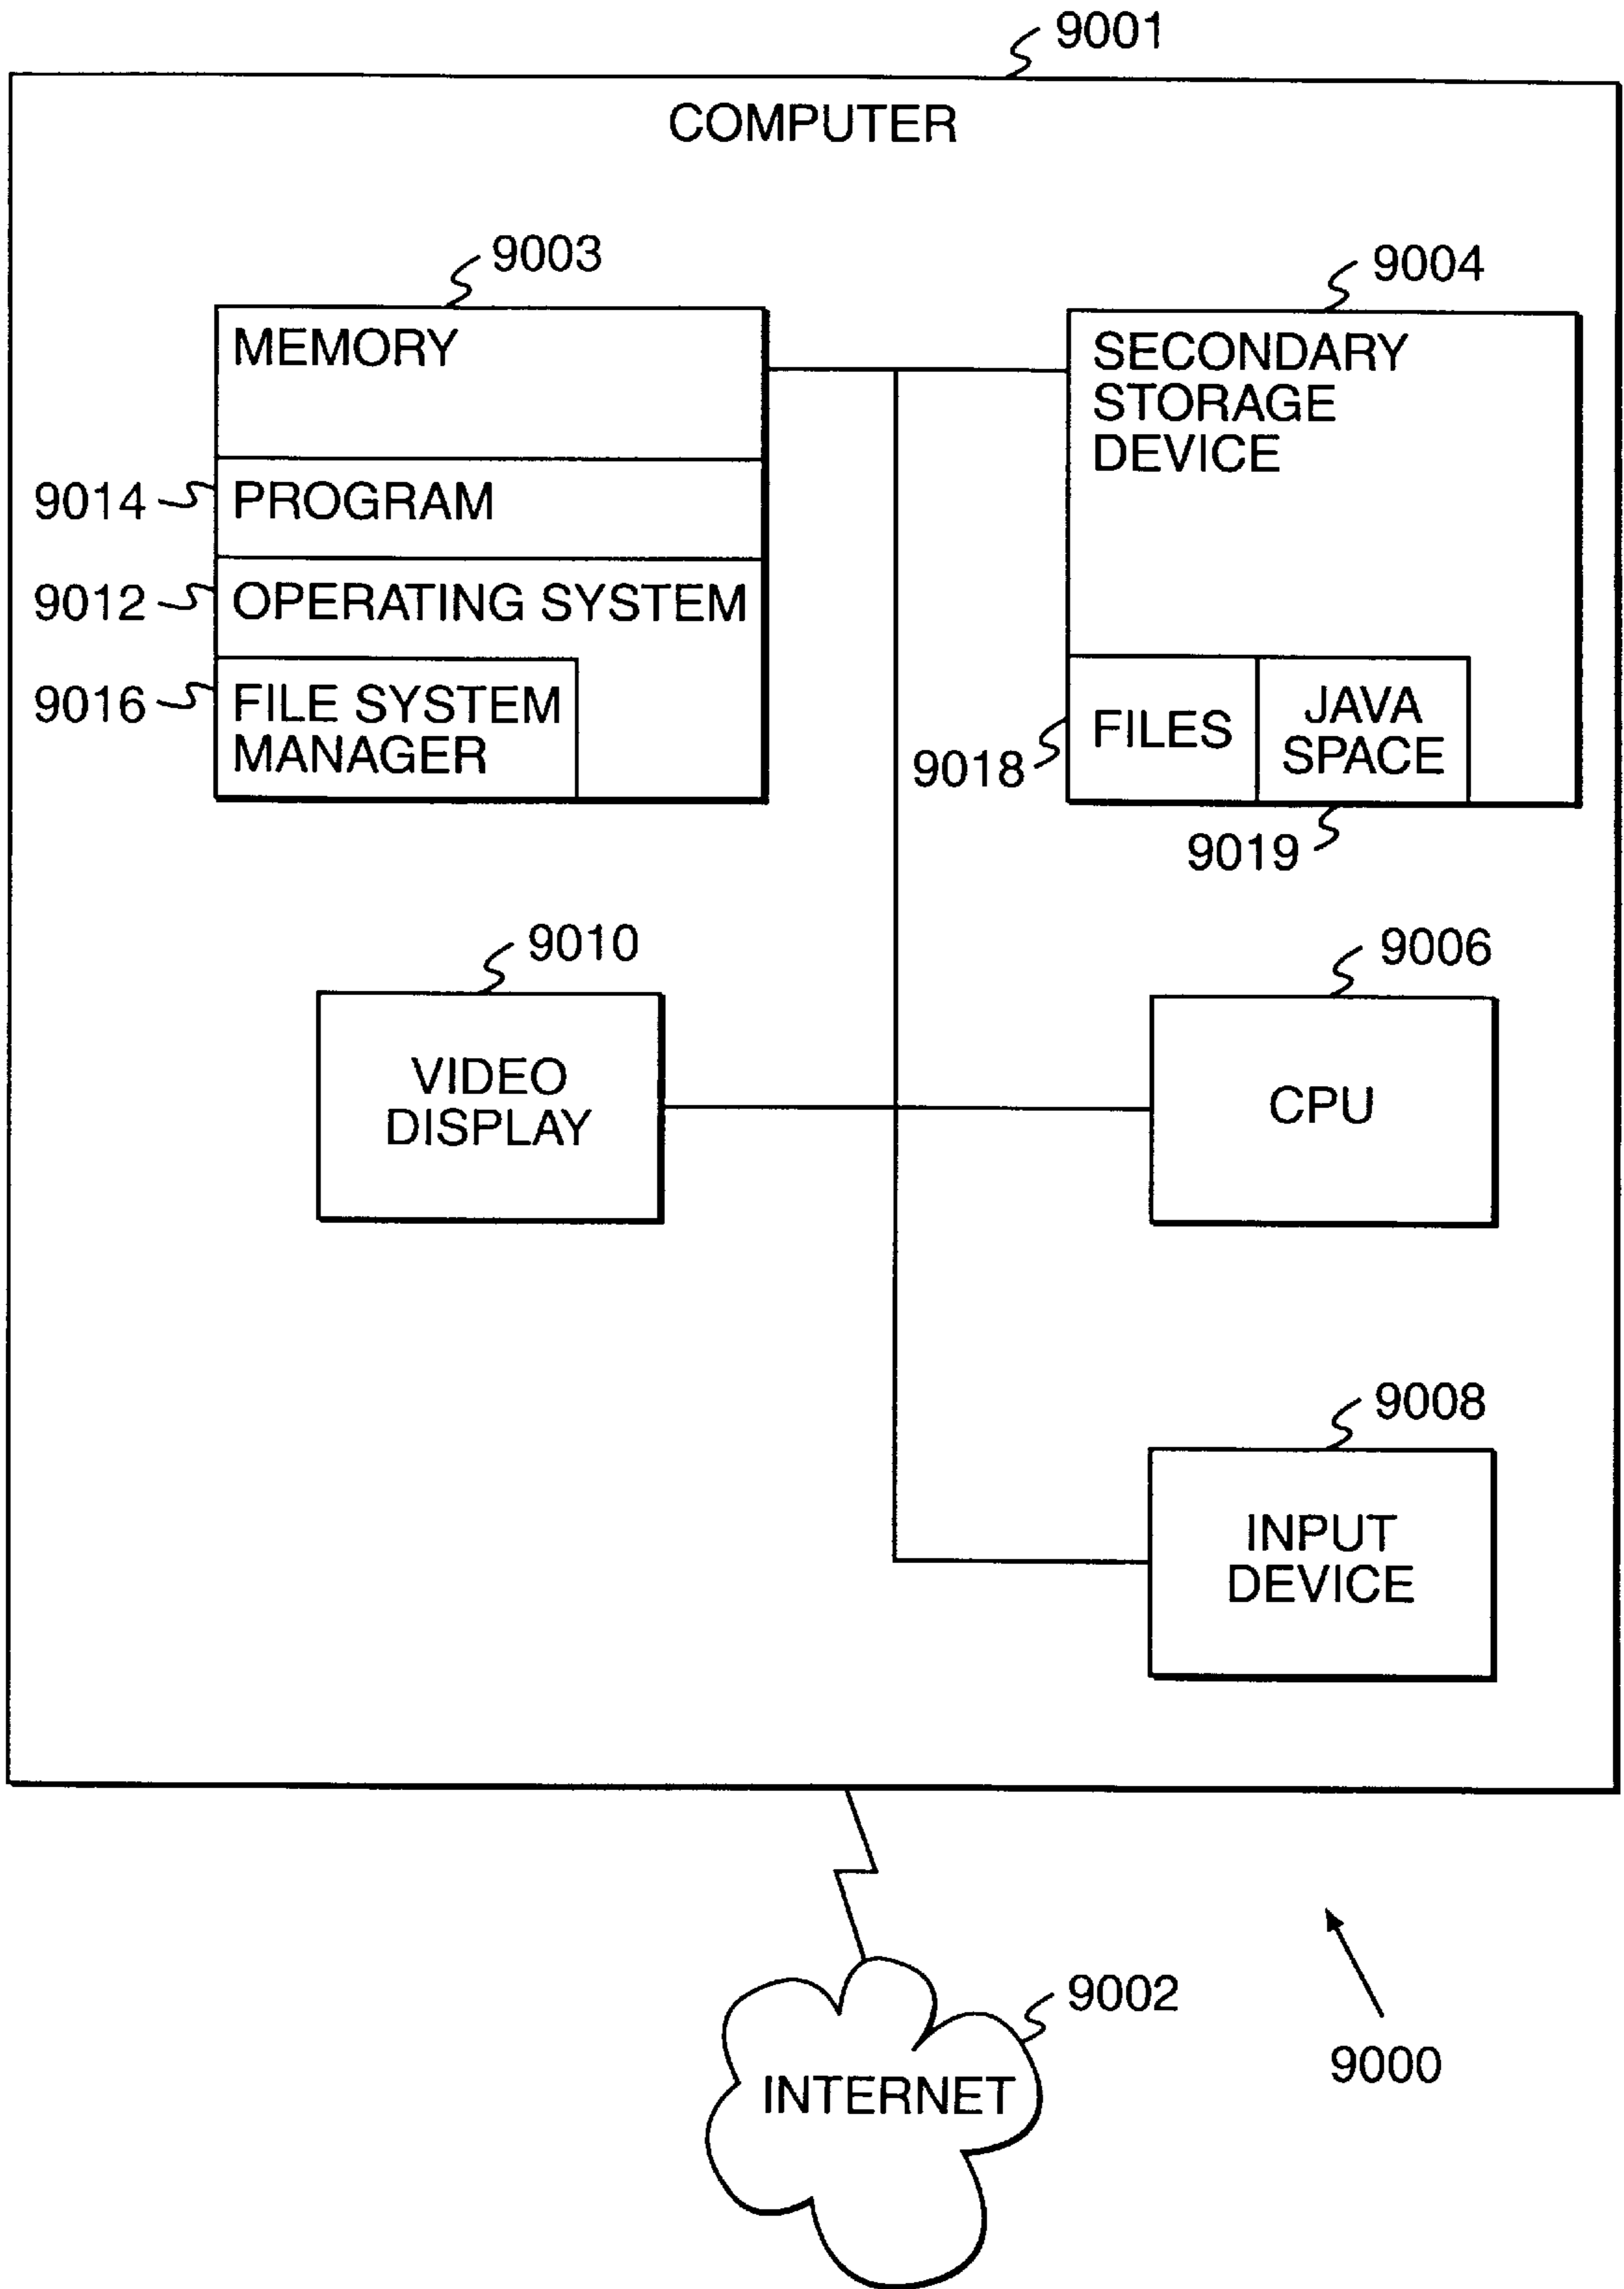 9001
COMPUTER
9003
9004
MEMORY
SECONDARY
STORAGE
DEVICE
9014
PROGRAM
9012
OPERATING SYSTEM
9016
FILE SYSTEM
MANAGER
9018
FILES
JAVA
SPACE
9019
9010
9006
VIDEO
DISPLAY
CPU
9008
INPUT
DEVICE
9002
INTERNET
9000